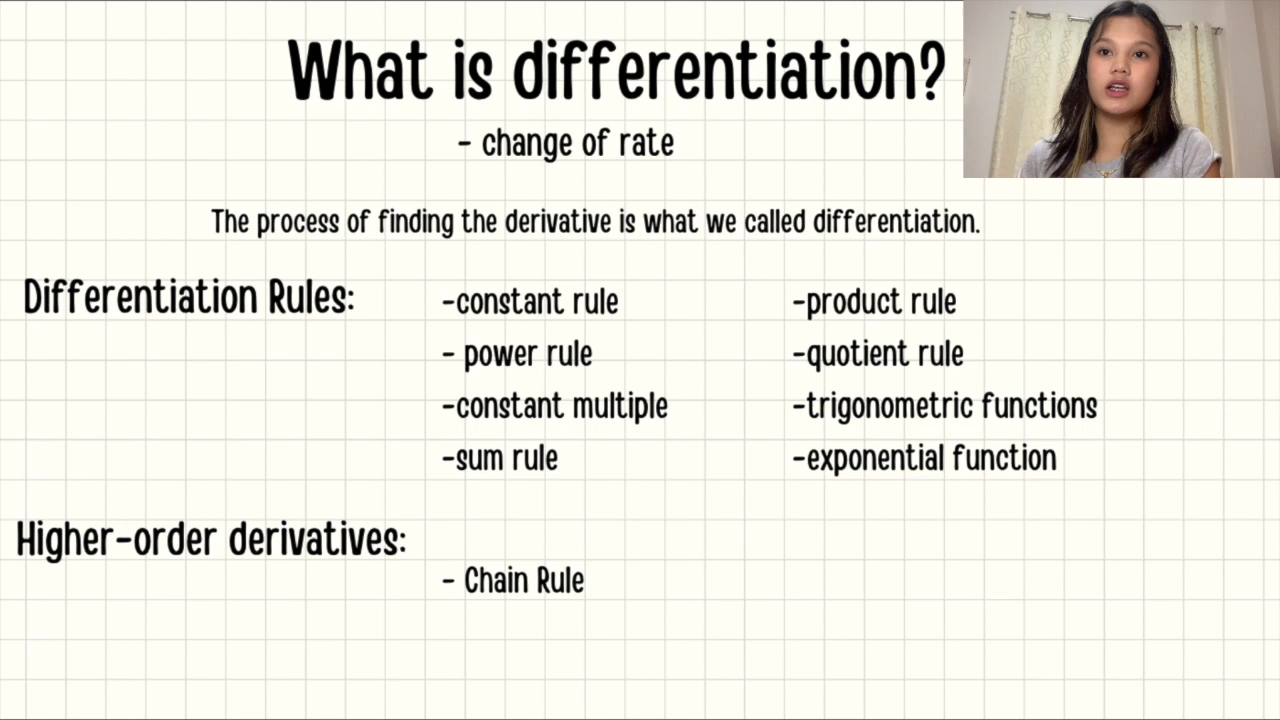 What is differentiation?
- change of rate
The process of finding the derivative is what we called differentiation.
Differentiation Rules:
-constant rule
- power rule
-constant multiple
-sum rule
-product rule
-quotient rule
-trigonometric functions
-exponential function
Higher-order derivatives:
- Chain Rule